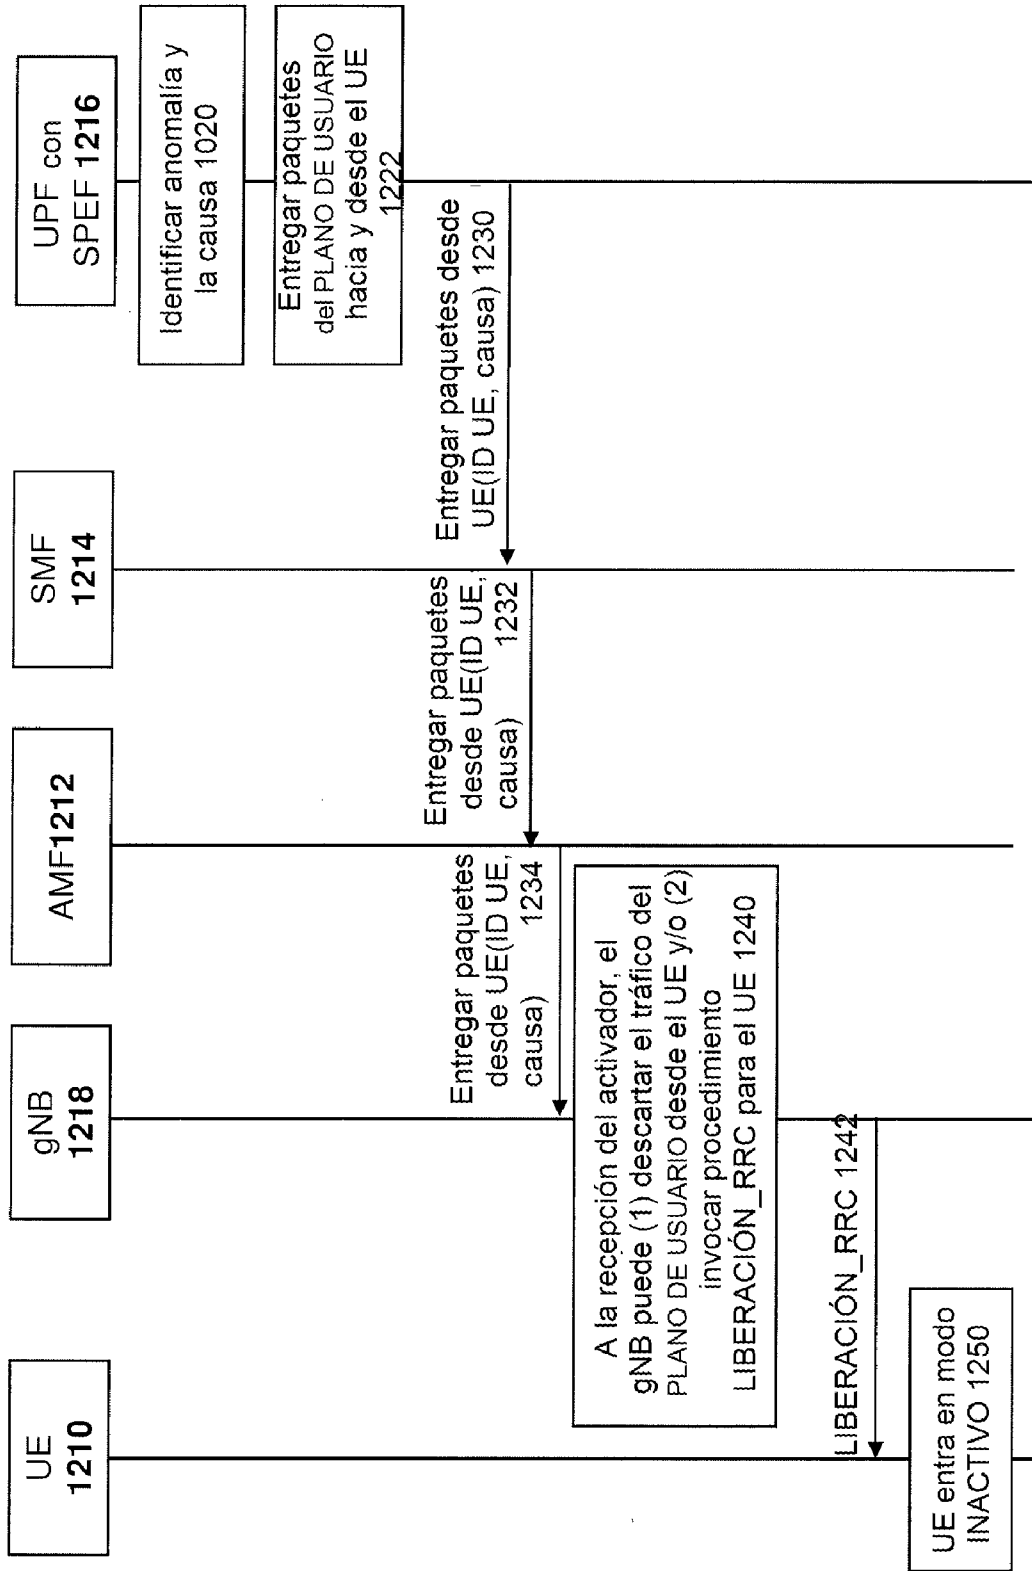 UE
1210
gNB
1218
AMF1212
SMF
1214
UPF con
SPEF 1216
Identificar anomalía y
la causa 1020
Entregar paquetes
del PLANO DE USUARIO
hacia y desde el UE
1222
Entregar paquetes desde
UE(ID UE, causa) 1230
Entregar paquetes
desde UE(ID UE,
causa) 1232
Entregar paquetes
desde UE(ID UE,
causa) 1234
A la recepción del activador, el
gNB puede (1) descartar el tráfico del
PLANO DE USUARIO desde el UE y/o (2)
invocar procedimiento
LIBERACIÓN_RRC para el UE 1240
LIBERACIÓN_RRC 1242
UE entra en modo
INACTIVO 1250